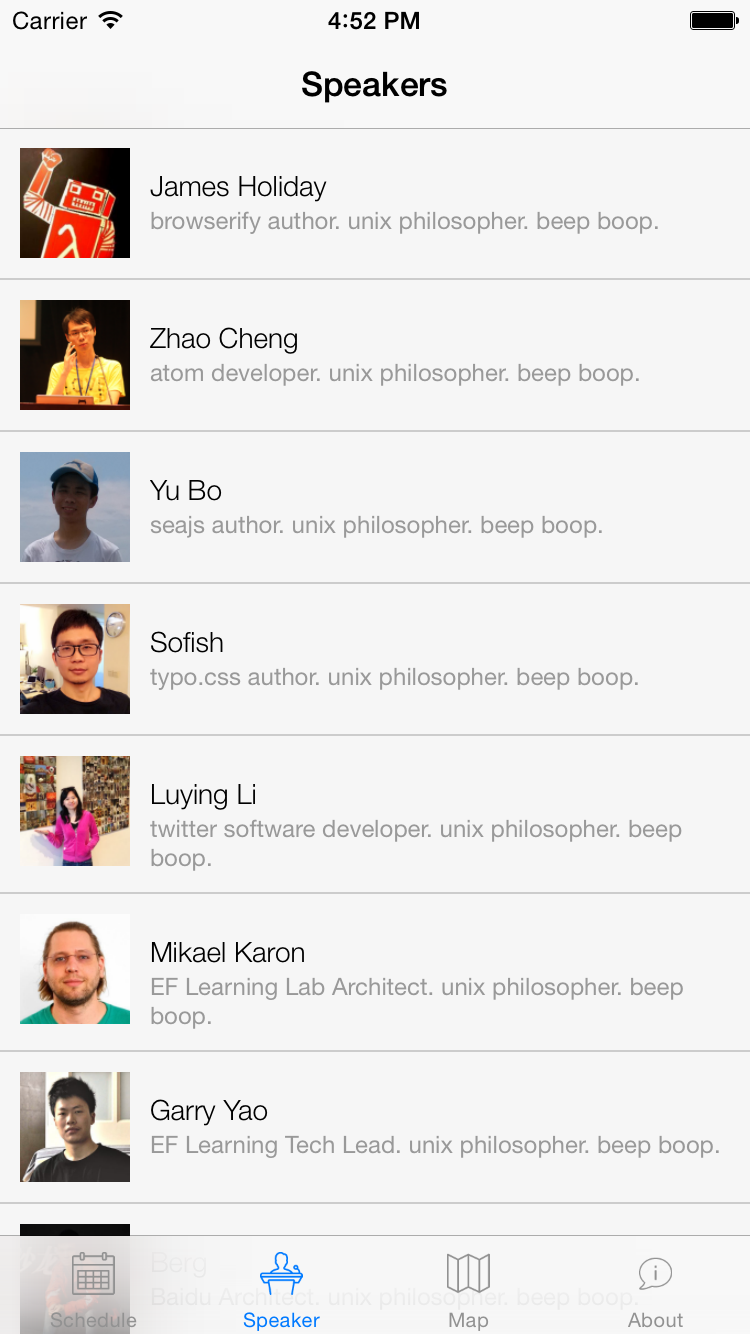 Carrier 4:52 PM
Speakers
James Holiday
browserify author. unix philosopher. beep boop.
Zhao Cheng
atom developer. unix philosopher. beep boop.
Yu Bo
seajs author. unix philosopher. beep boop.
Sofish
typo.css author. unix philosopher. beep boop.
Luying Li
twitter software developer. unix philosopher. beep
boop.
Mikael Karon
EF Learning Lab Architect. unix philosopher. beep
boop.
Garry Yao
EF Learning Tech Lead. unix philosopher. beep boop.
Berg
Baidu Architect. unix philosopher. beep boop.
Schedule Speaker Map About